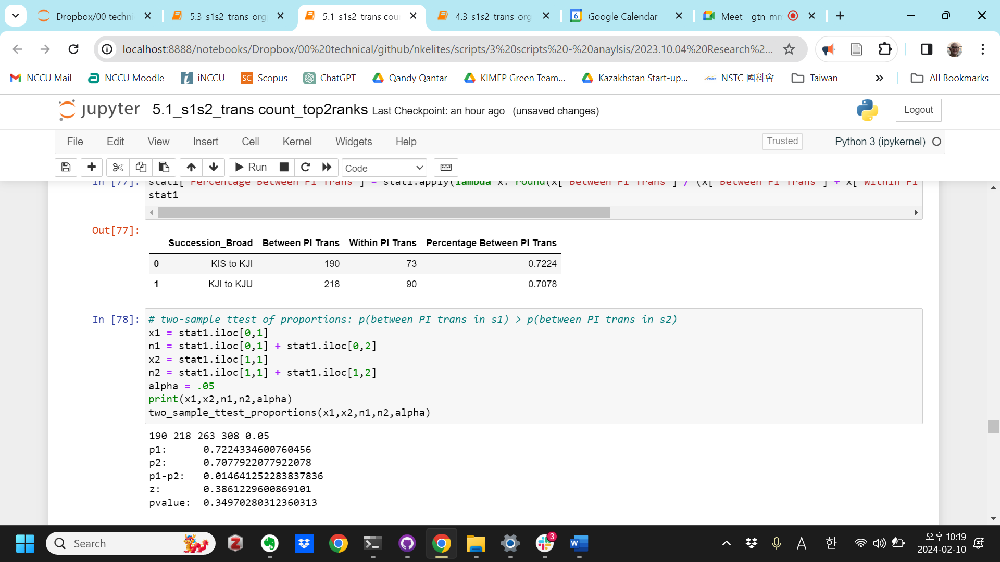 Dropbox/00 techni
5.3_s1s2_trans_org
5.1_s1s2_trans cou
4.3_s1s2_trans_org
6
Google Calendar -
Meet - gtn-mm
localhost:8888/notebooks/Dropbox/00%20technical/github/nkelites/scripts/3%20scripts%20-%20anaylsis/2023.10.04%20Research%2...
NCCU Mail
NCCU Moodle
iNCCU
SC Scopus
ChatGPT
Qandy Qantar
KIMEP Green Team...
Kazakhstan Start-up...
NSTC 國科會
Taiwan
All Bookmarks
jupyter 5.1_s1s2_trans count_top2ranks Last Checkpoint: an hour ago (unsaved changes)
Logout
File Edit View Insert Cell Kernel Widgets Help
Trusted
Python 3 (ipykernel)
Run
Code
In [77]: stat1["Percentage Between PI Trans"] = stat1.apply(lambda x: round(x["Between PI Trans"] / (x["Between PI Trans"] + x["Within PI
stat1
Out[77]:
Succession_Broad Between PI Trans Within PI Trans Percentage Between PI Trans
0 KIS to KJI 190 73 0.7224
1 KJI to KJU 218 90 0.7078
In [78]: # two-sample ttest of proportions: p(between PI trans in s1) > p(between PI trans in s2)
x1 = stat1.iloc[0,1]
n1 = stat1.iloc[0,1] + stat1.iloc[0,2]
x2 = stat1.iloc[1,1]
n2 = stat1.iloc[1,1] + stat1.iloc[1,2]
alpha = .05
print(x1,x2,n1,n2,alpha)
two_sample_ttest_proportions(x1,x2,n1,n2,alpha)
190 218 263 308 0.05
p1: 0.7224334600760456
p2: 0.7077922077922078
p1-p2: 0.014641252283837836
z: 0.3861229600869101
pvalue: 0.34970280312360313
Search
Z
3
W
A
한
오후 10:19
2024-02-10